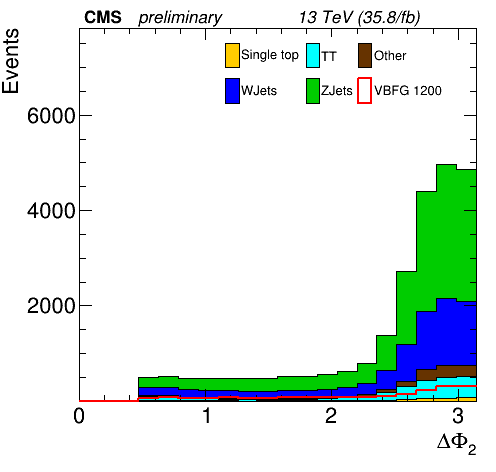 CMS preliminary 13 TeV (35.8/fb)
Events
Single top TT Other
WJets ZJets VBFG 1200
6000
4000
2000
0 1 2 3
ΔΦ2